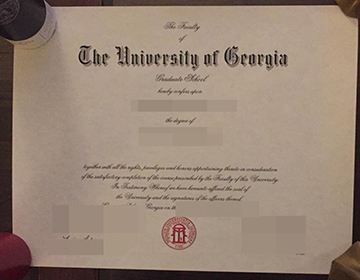 The Faculty
of
The University of Georgia
Graduate School
hereby confers upon
the degree of
together with all the rights, privileges and honors appertaining thereto in consideration
of the satisfactory completion of the course prescribed by the Faculty of this University.
In Testimony Whereof we have hereunto affixed the seal of
the University and the signatures of the officers thereof.
Georgia on